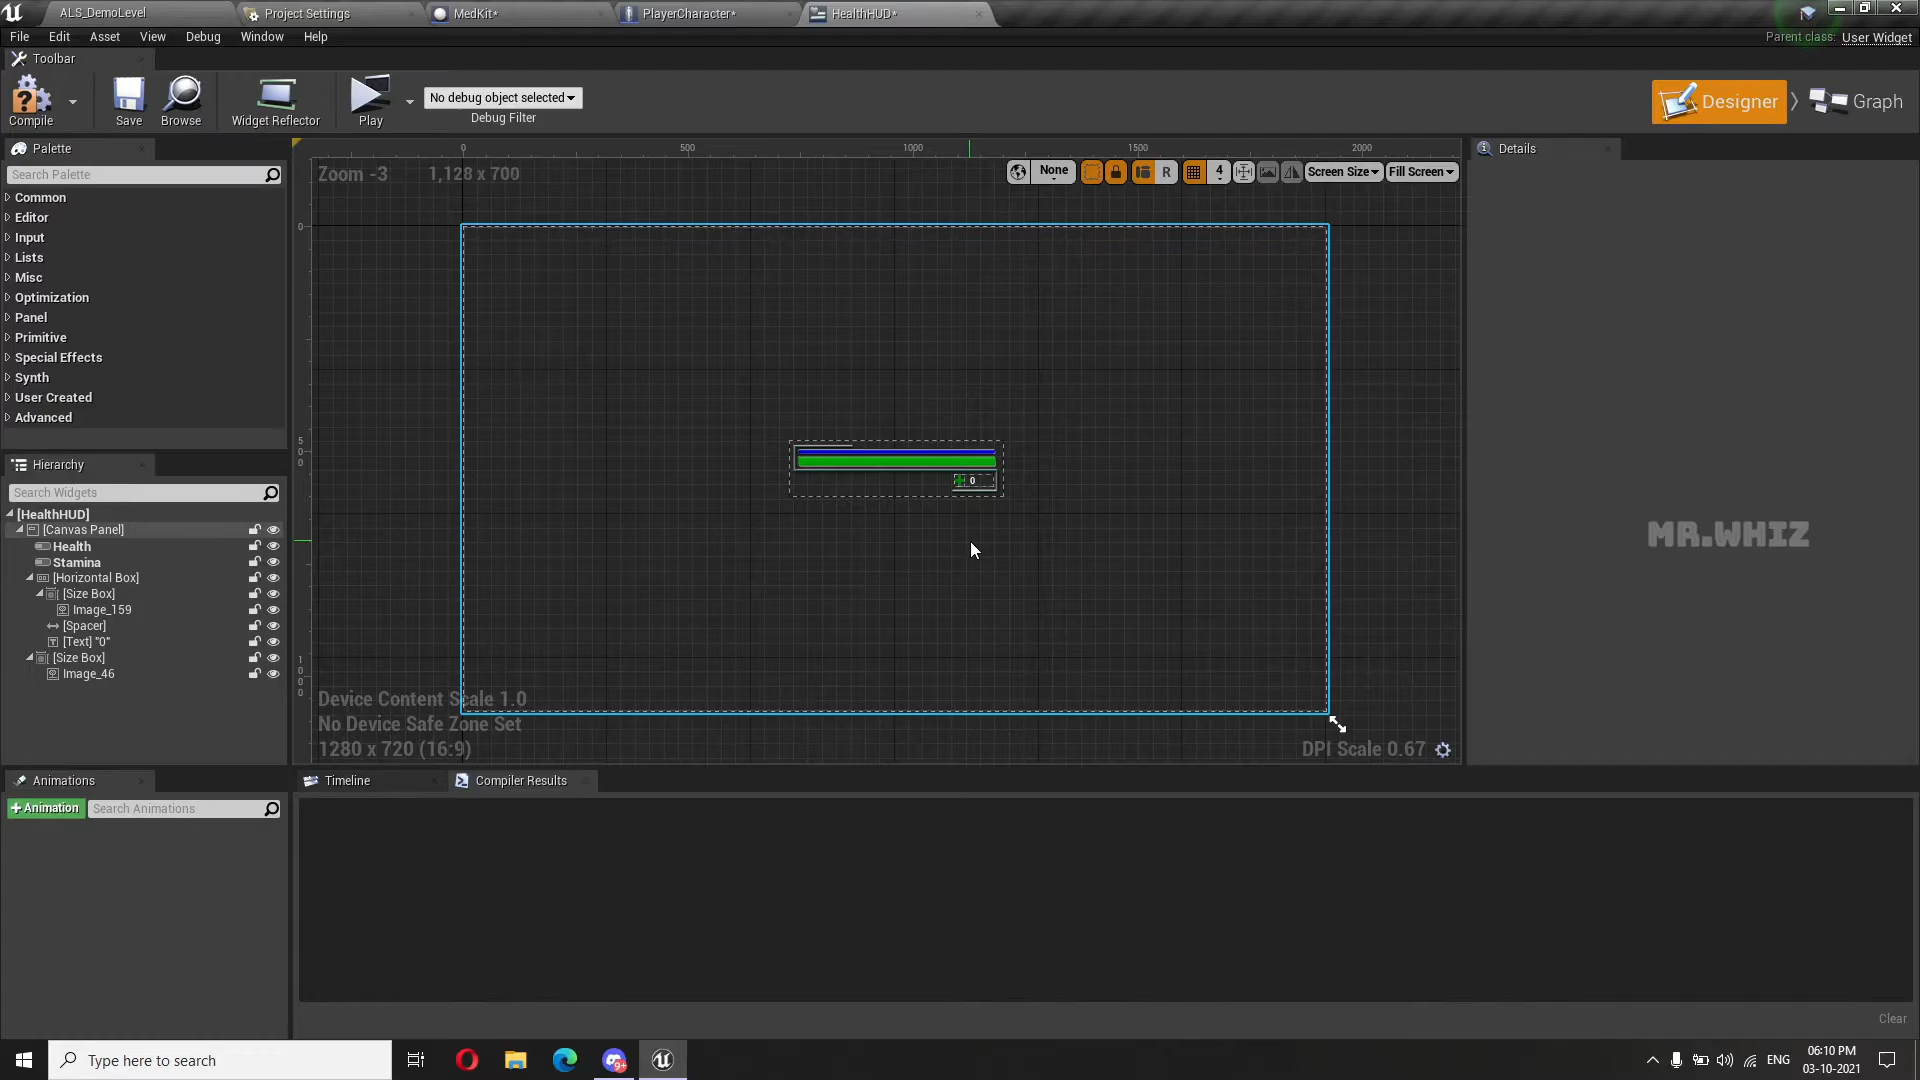 ALS_DemoLevel
Project Settings
MedKit*
PlayerCharacter*
HealthHUD*
File Edit Asset View Debug Window Help
Parent class: User Widget
Toolbar
Compile
Save
Browse
Widget Reflector
Play
No debug object selected
Debug Filter
Designer
Graph
Palette
Search Palette
Common
Editor
Input
Lists
Misc
Optimization
Panel
Primitive
Special Effects
Synth
User Created
Advanced
Hierarchy
Search Widgets
[HealthHUD]
[Canvas Panel]
Health
Stamina
[Horizontal Box]
[Size Box]
Image_159
[Spacer]
[Text] "0"
[Size Box]
Image_46
Animations
+Animation
Search Animations
0 500 1000 1500 2000
Zoom -3 1,128 x 700
None R 4 Screen Size Fill Screen
0
500
1000
0
Device Content Scale 1.0
No Device Safe Zone Set
1280 x 720 (16:9)
DPI Scale 0.67
Details
MR.WHIZ
Timeline
Compiler Results
Clear
Type here to search
9+
ENG
06:10 PM
03-10-2021